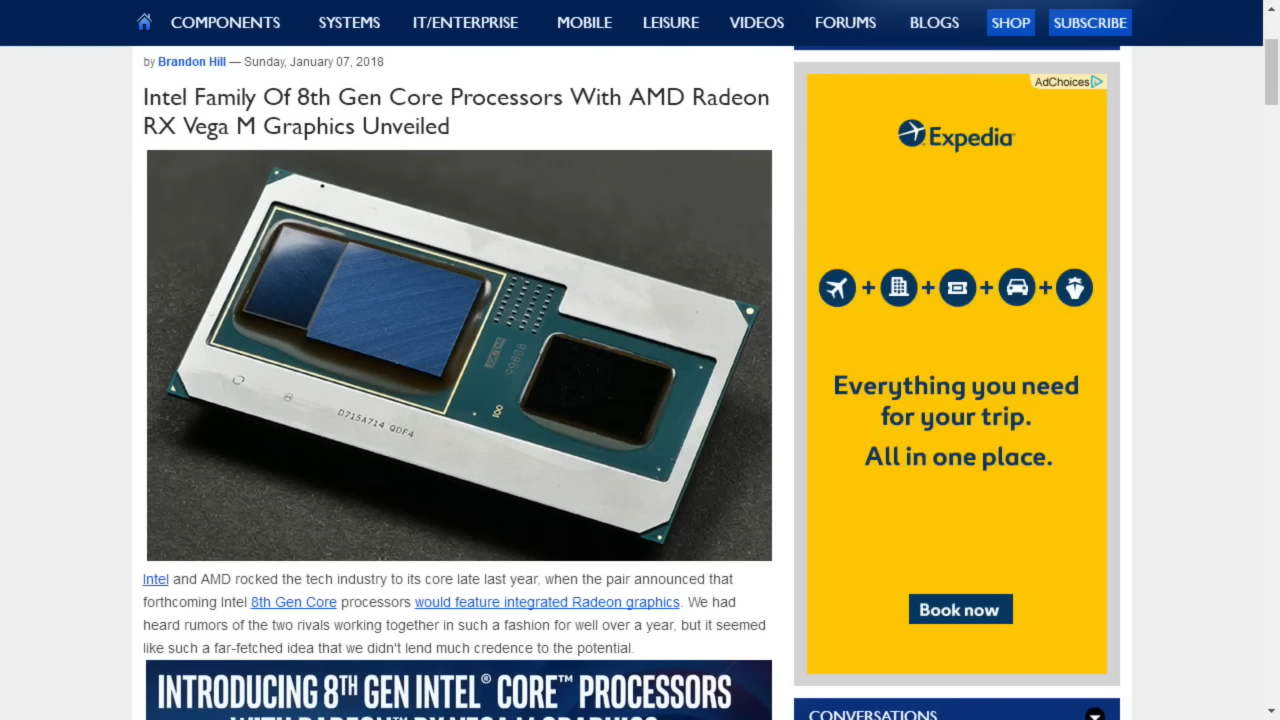 COMPONENTS SYSTEMS IT/ENTERPRISE MOBILE LEISURE VIDEOS FORUMS BLOGS SHOP SUBSCRIBE
by Brandon Hill — Sunday, January 07, 2018
Intel Family Of 8th Gen Core Processors With AMD Radeon
RX Vega M Graphics Unveiled
D715A714 QDF4
Intel and AMD rocked the tech industry to its core late last year, when the pair announced that
forthcoming Intel 8th Gen Core processors would feature integrated Radeon graphics. We had
heard rumors of the two rivals working together in such a fashion for well over a year, but it seemed
like such a far-fetched idea that we didn't lend much credence to the potential.
INTRODUCING 8TH GEN INTEL® CORE™ PROCESSORS
WITH RADEON™ RX VEGA M GRAPHICS
AdChoices
Expedia
Everything you need
for your trip.
All in one place.
Book now
CONVERSATIONS